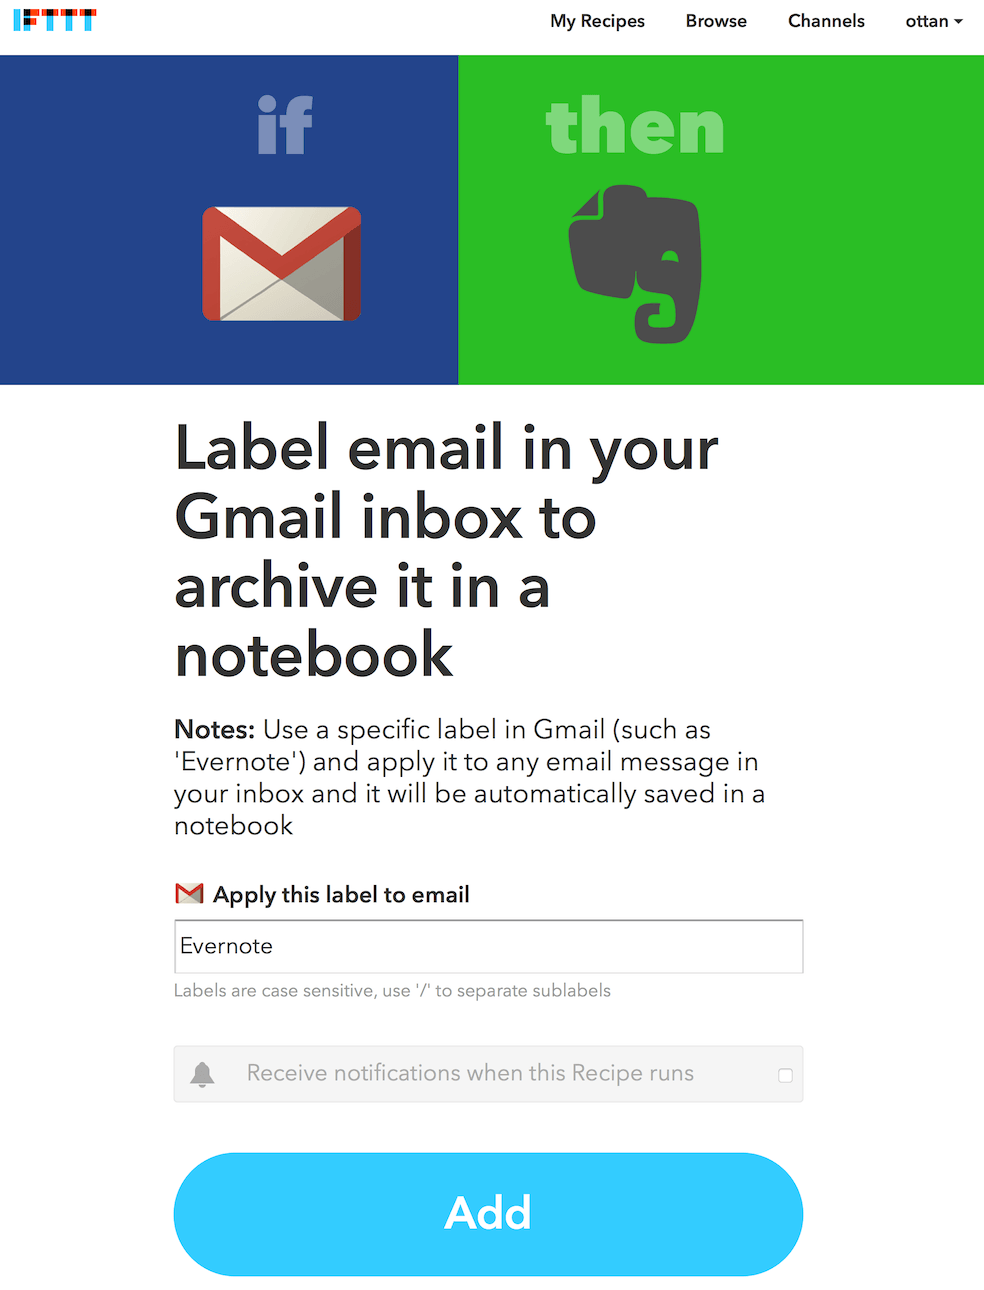 IFTTT
My Recipes Browse Channels ottan
if
then
Label email in your
Gmail inbox to
archive it in a
notebook
Notes: Use a specific label in Gmail (such as
'Evernote') and apply it to any email message in
your inbox and it will be automatically saved in a
notebook
Apply this label to email
Evernote
Labels are case sensitive, use '/' to separate sublabels
Receive notifications when this Recipe runs
Add